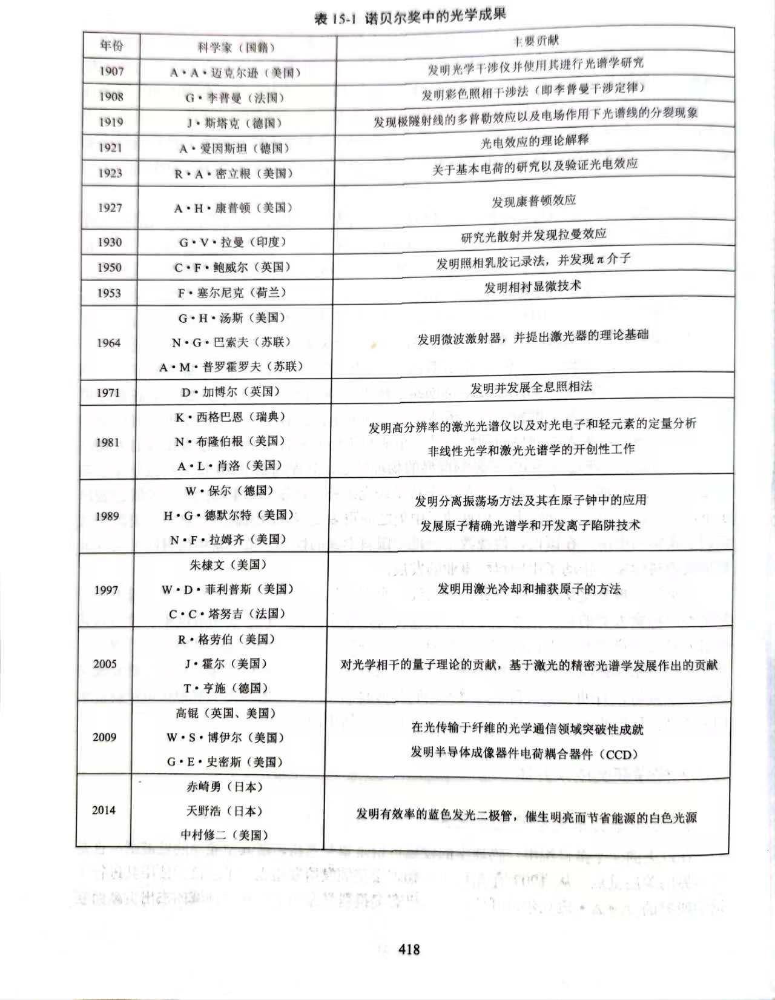 表 15-1 诺贝尔奖中的光学成果
年份 科学家（国籍） 主要贡献
1907 A·A·迈克尔逊（美国） 发明光学干涉仪并使用其进行光谱学研究
1908 G·李普曼（法国） 发明彩色照相干涉法（即李普曼干涉定律）
1919 J·斯塔克（德国） 发现极隧射线的多普勒效应以及电场作用下光谱线的分裂现象
1921 A·爱因斯坦（德国） 光电效应的理论解释
1923 R·A·密立根（美国） 关于基本电荷的研究以及验证光电效应
1927 A·H·康普顿（美国） 发现康普顿效应
1930 G·V·拉曼（印度） 研究光散射并发现拉曼效应
1950 C·F·鲍威尔（英国） 发明照相乳胶记录法，并发现π介子
1953 F·塞尔尼克（荷兰） 发明相衬显微技术
G·H·汤斯（美国）
1964 N·G·巴索夫（苏联） 发明微波激射器，并提出激光器的理论基础
A·M·普罗霍罗夫（苏联）
1971 D·加博尔（英国） 发明并发展全息照相法
K·西格巴恩（瑞典）
发明高分辨率的激光光谱仪以及对光电子和轻元素的定量分析
1981 N·布隆伯根（美国）
非线性光学和激光光谱学的开创性工作
A·L·肖洛（美国）
W·保尔（德国）
发明分离振荡场方法及其在原子钟中的应用
1989 H·G·德默尔特（美国）
发展原子精确光谱学和开发离子陷阱技术
N·F·拉姆齐（美国）
朱棣文（美国）
1997 W·D·菲利普斯（美国） 发明用激光冷却和捕获原子的方法
C·C·塔努吉（法国）
R·格劳伯（美国）
2005 J·霍尔（美国） 对光学相干的量子理论的贡献，基于激光的精密光谱学发展作出的贡献
T·亨施（德国）
高锟（英国、美国）
在光传输于纤维的光学通信领域突破性成就
2009 W·S·博伊尔（美国）
发明半导体成像器件电荷耦合器件（CCD）
G·E·史密斯（美国）
赤崎勇（日本）
2014 天野浩（日本） 发明有效率的蓝色发光二极管，催生明亮而节省能源的白色光源
中村修二（美国）
418